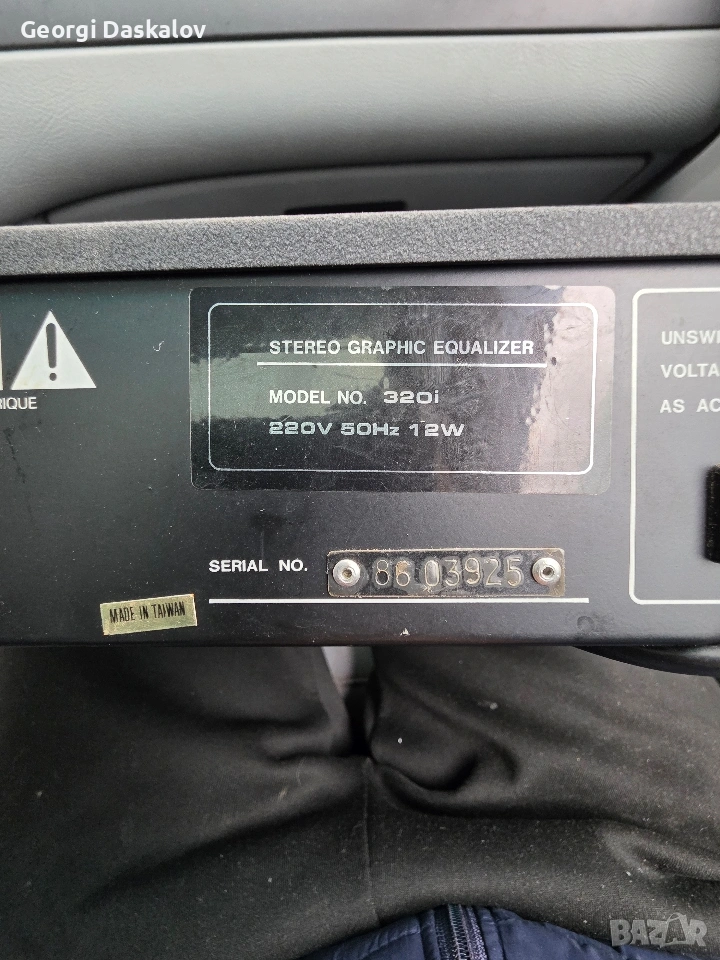 Georgi Daskalov
STEREO GRAPHIC EQUALIZER
MODEL NO. 320i
220V 50Hz 12W
RIQUE
UNSWI
VOLTA
AS AC
SERIAL NO. 8603925
MADE IN TAIWAN
BAZAR